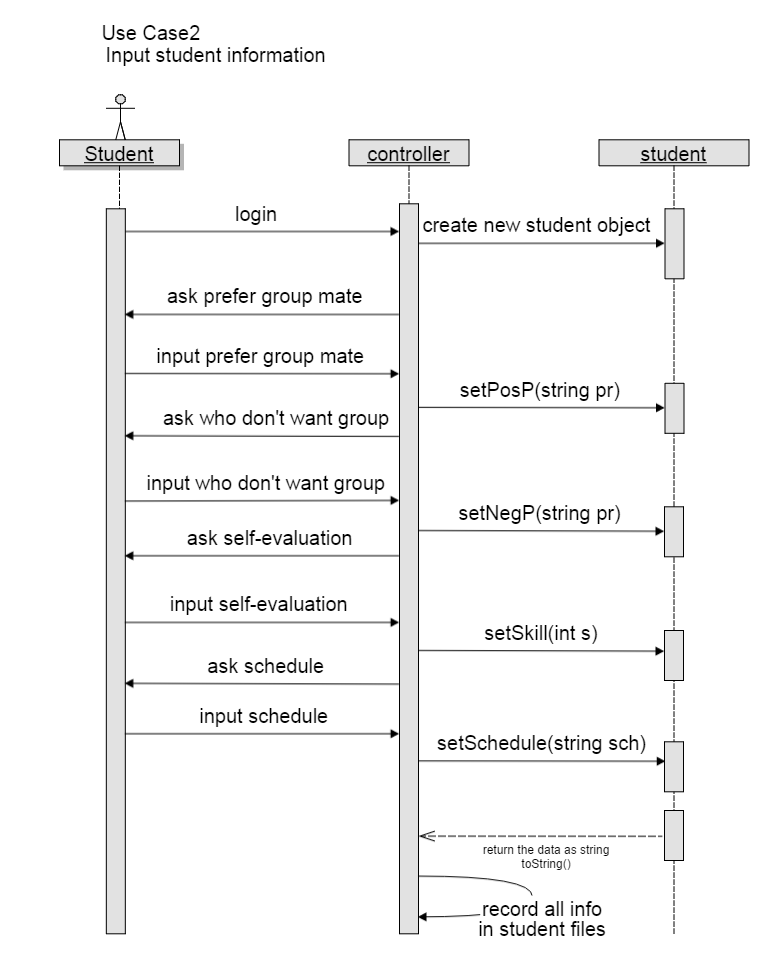 Use Case2
Input student information
Student
controller
student
login
create new student object
ask prefer group mate
input prefer group mate
setPosP(string pr)
ask who don't want group
input who don't want group
setNegP(string pr)
ask self-evaluation
input self-evaluation
setSkill(int s)
ask schedule
input schedule
setSchedule(string sch)
return the data as string
toString()
record all info
in student files